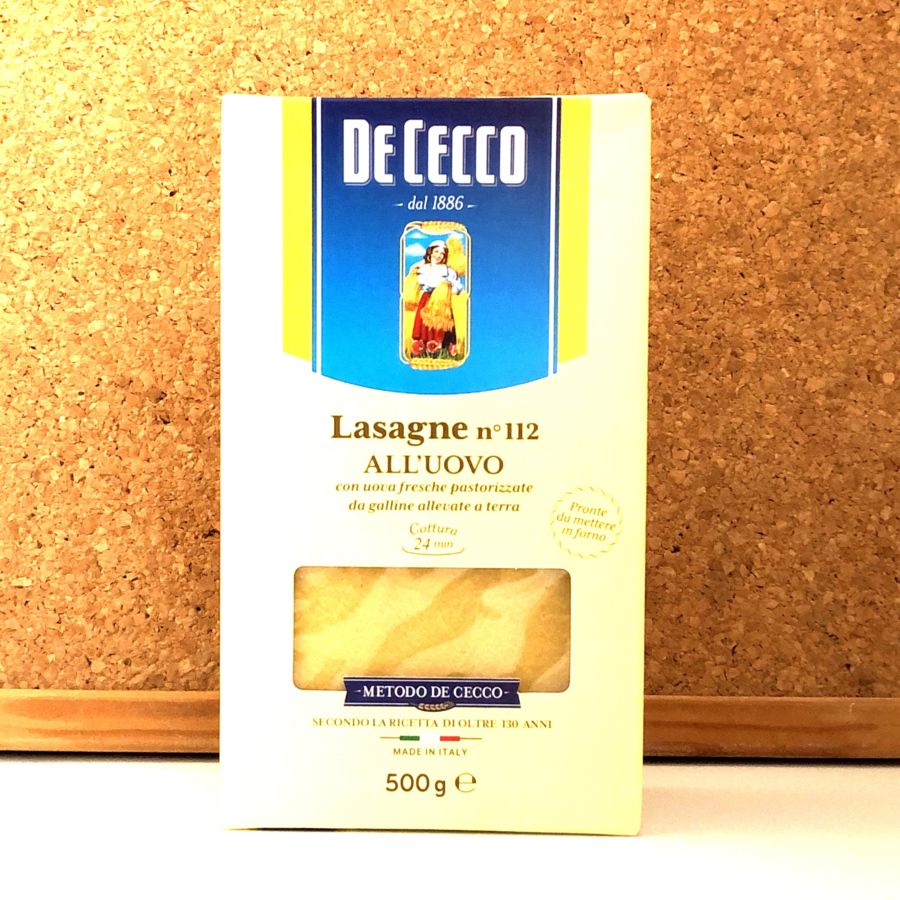 DE CECCO
dal 1886
Lasagne n° 112
ALL'UOVO
con uova fresche pastorizzate
da galline allevate a terra
Cottura
24 min
Pronte
da mettere
in forno
METODO DE CECCO
SECONDO LA RICETTA DI OLTRE 130 ANNI
MADE IN ITALY
500 g ℮